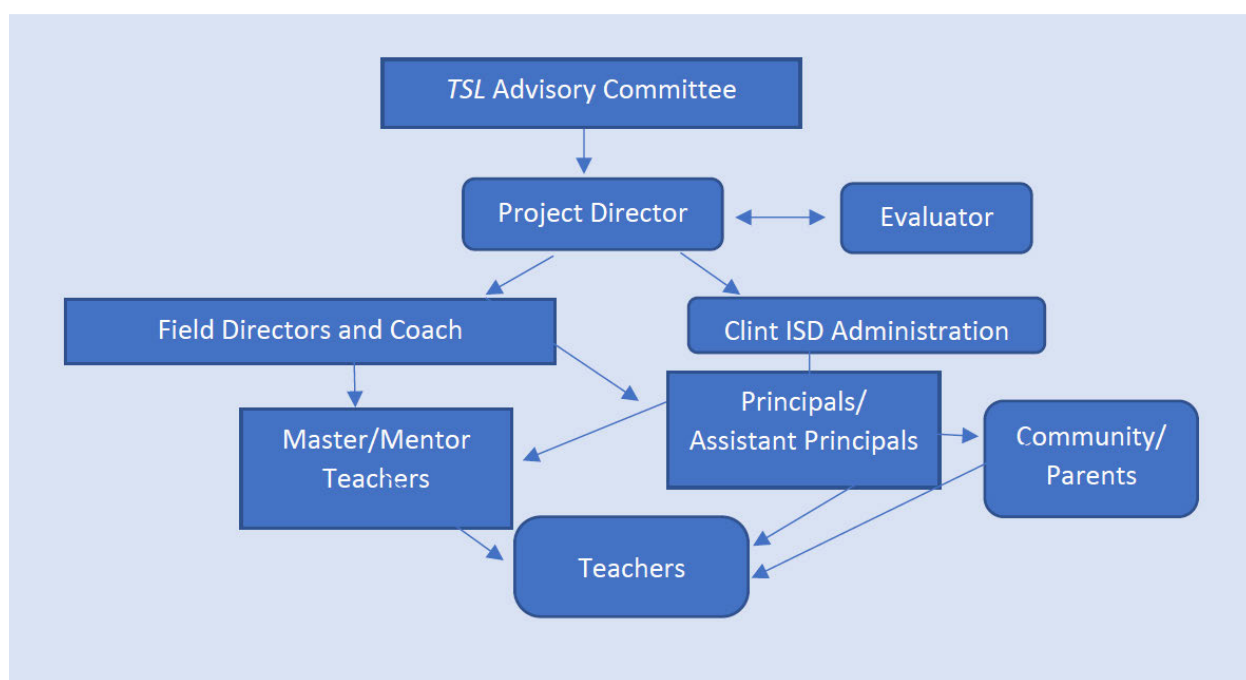 TSL Advisory Committee
Project Director
Evaluator
Field Directors and Coach
Clint ISD Administration
Master/Mentor
Teachers
Principals/
Assistant Principals
Community/
Parents
Teachers